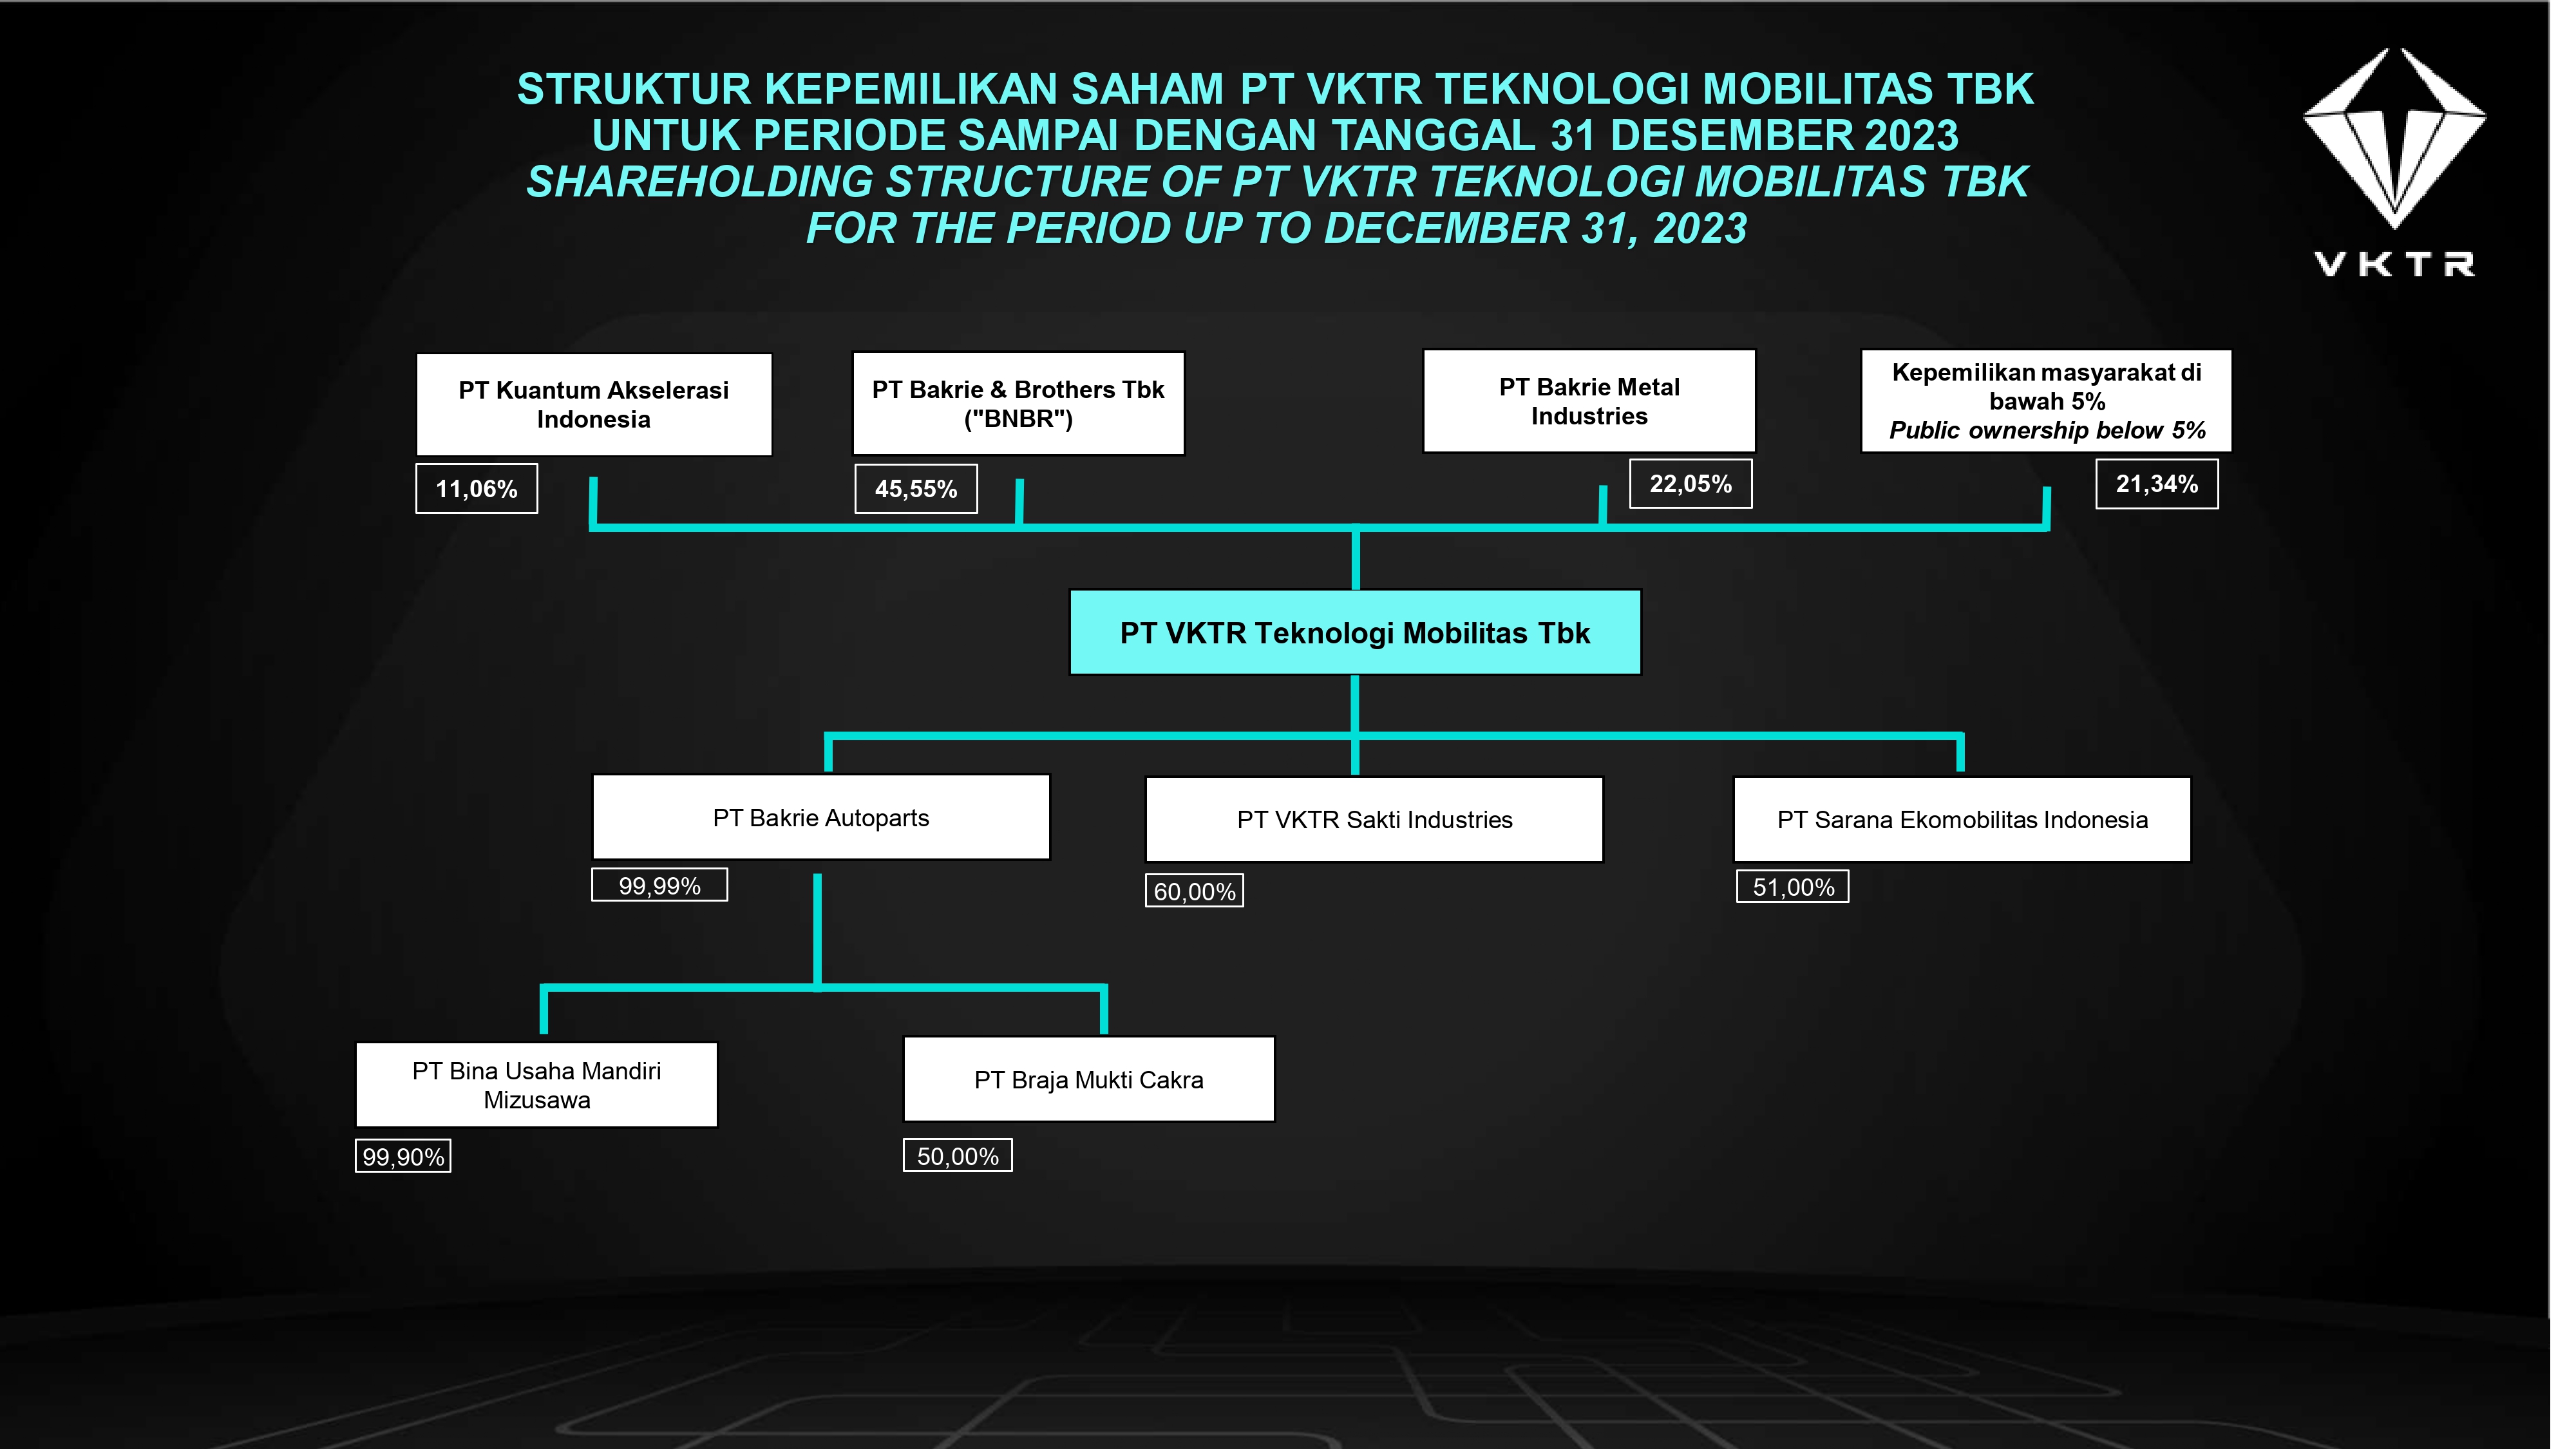 STRUKTUR KEPEMILIKAN SAHAM PT VKTR TEKNOLOGI MOBILITAS TBK
UNTUK PERIODE SAMPAI DENGAN TANGGAL 31 DESEMBER 2023
SHAREHOLDING STRUCTURE OF PT VKTR TEKNOLOGI MOBILITAS TBK
FOR THE PERIOD UP TO DECEMBER 31, 2023
VKTR
PT Kuantum Akselerasi
Indonesia
11,06%
PT Bakrie & Brothers Tbk
("BNBR")
45,55%
PT Bakrie Metal
Industries
22,05%
Kepemilikan masyarakat di
bawah 5%
Public ownership below 5%
21,34%
PT VKTR Teknologi Mobilitas Tbk
PT Bakrie Autoparts
99,99%
PT VKTR Sakti Industries
60,00%
PT Sarana Ekomobilitas Indonesia
51,00%
PT Bina Usaha Mandiri
Mizusawa
99,90%
PT Braja Mukti Cakra
50,00%